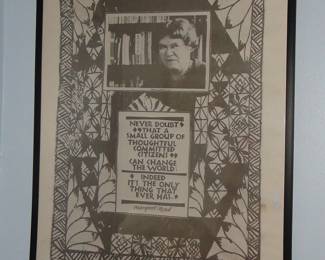 NEVER DOUBT
THAT A
SMALL GROUP OF
THOUGHTFUL
COMMITTED
CITIZENS
CAN CHANGE
THE WORLD
INDEED
IT'S THE ONLY
THING THAT
EVER HAS.
Margaret Mead